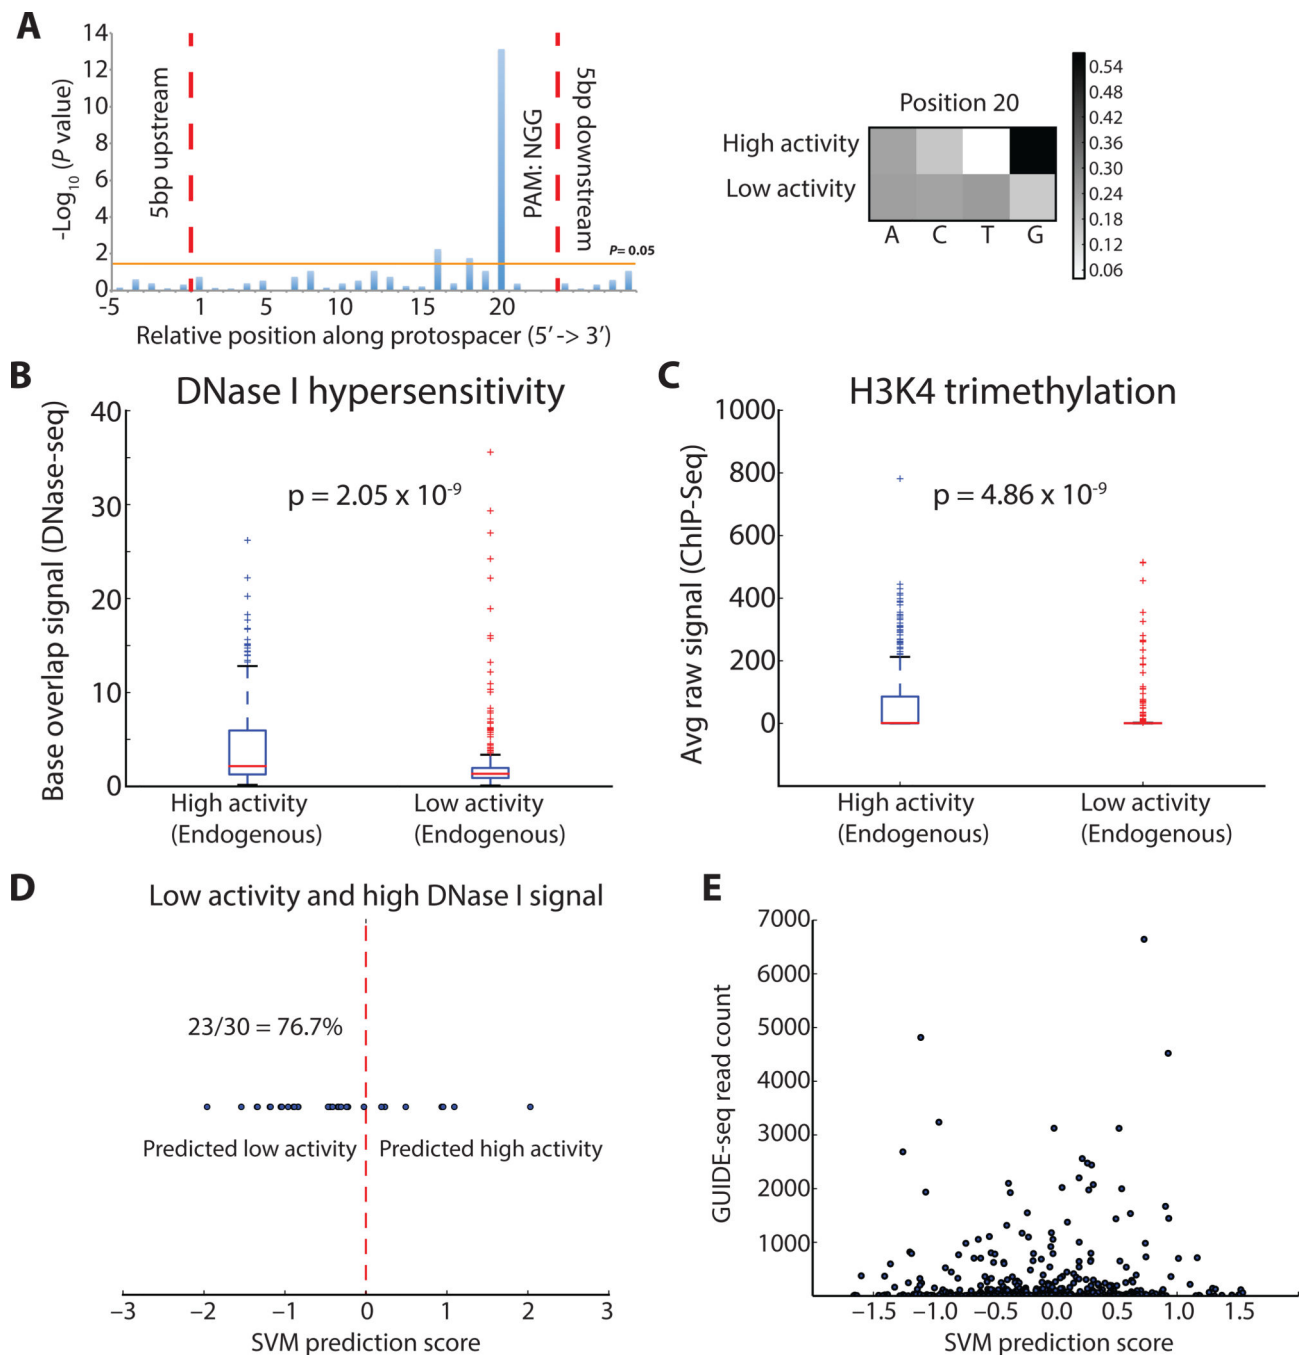 A
-Log10 (P value)
14
12
10
8
6
4
2
0
5bp upstream
PAM: NGG
5bp downstream
P= 0.05
-5
1
5
10
15
20
Relative position along protospacer (5′ -> 3′)
Position 20
High activity
Low activity
A C T G
0.54
0.48
0.42
0.36
0.30
0.24
0.18
0.12
0.06
B
DNase I hypersensitivity
Base overlap signal (DNase-seq)
40
30
20
10
0
p = 2.05 x 10-9
High activity
(Endogenous)
Low activity
(Endogenous)
C
H3K4 trimethylation
Avg raw signal (ChIP-Seq)
1000
800
600
400
200
0
p = 4.86 x 10-9
High activity
(Endogenous)
Low activity
(Endogenous)
D
Low activity and high DNase I signal
23/30 = 76.7%
Predicted low activity
Predicted high activity
−3 −2 −1 0 1 2 3
SVM prediction score
E
GUIDE-seq read count
7000
6000
5000
4000
3000
2000
1000
−1.5 −1.0 −0.5 0.0 0.5 1.0 1.5
SVM prediction score